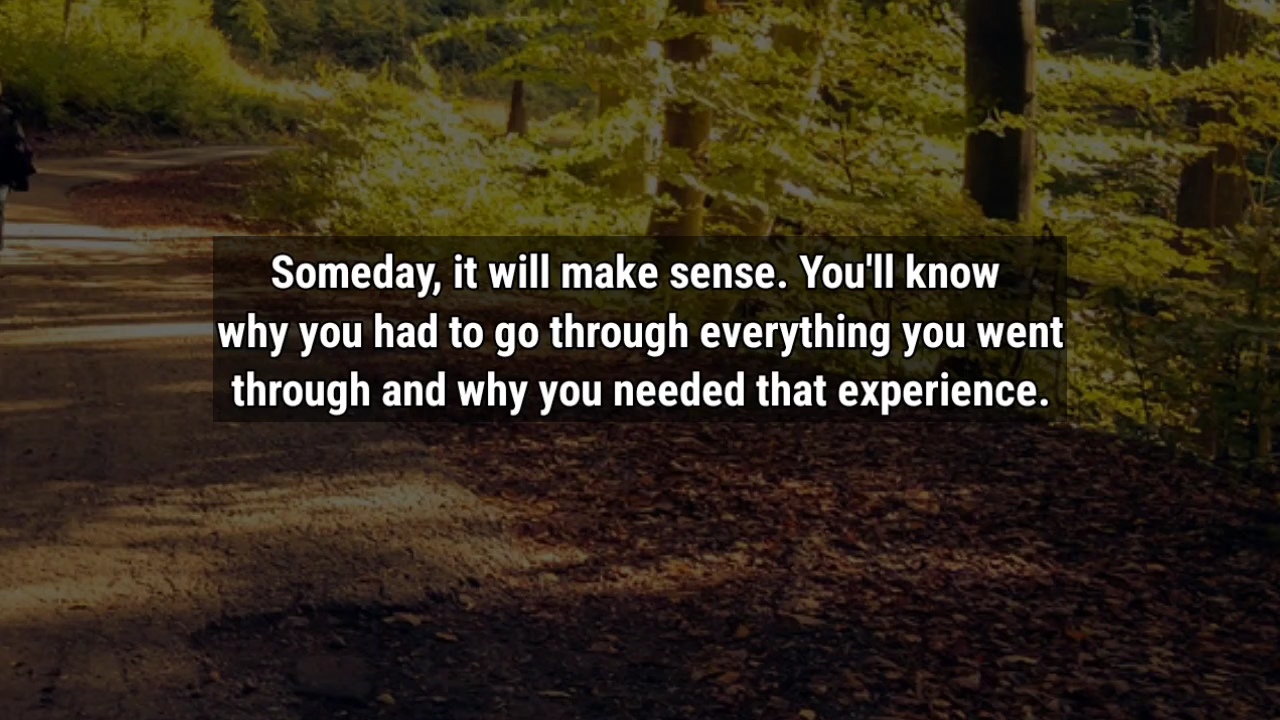 Someday, it will make sense. You'll know
why you had to go through everything you went
through and why you needed that experience.